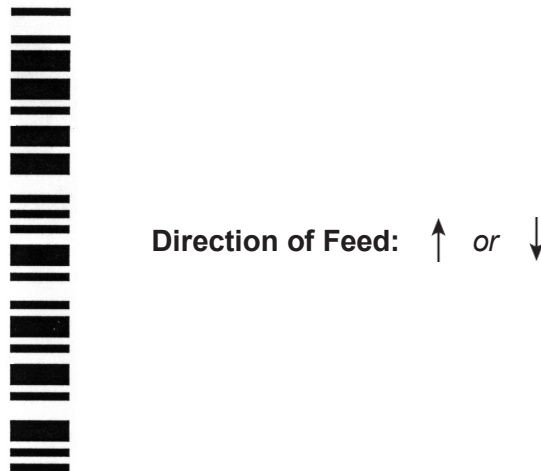 Direction of Feed: ↑ or ↓